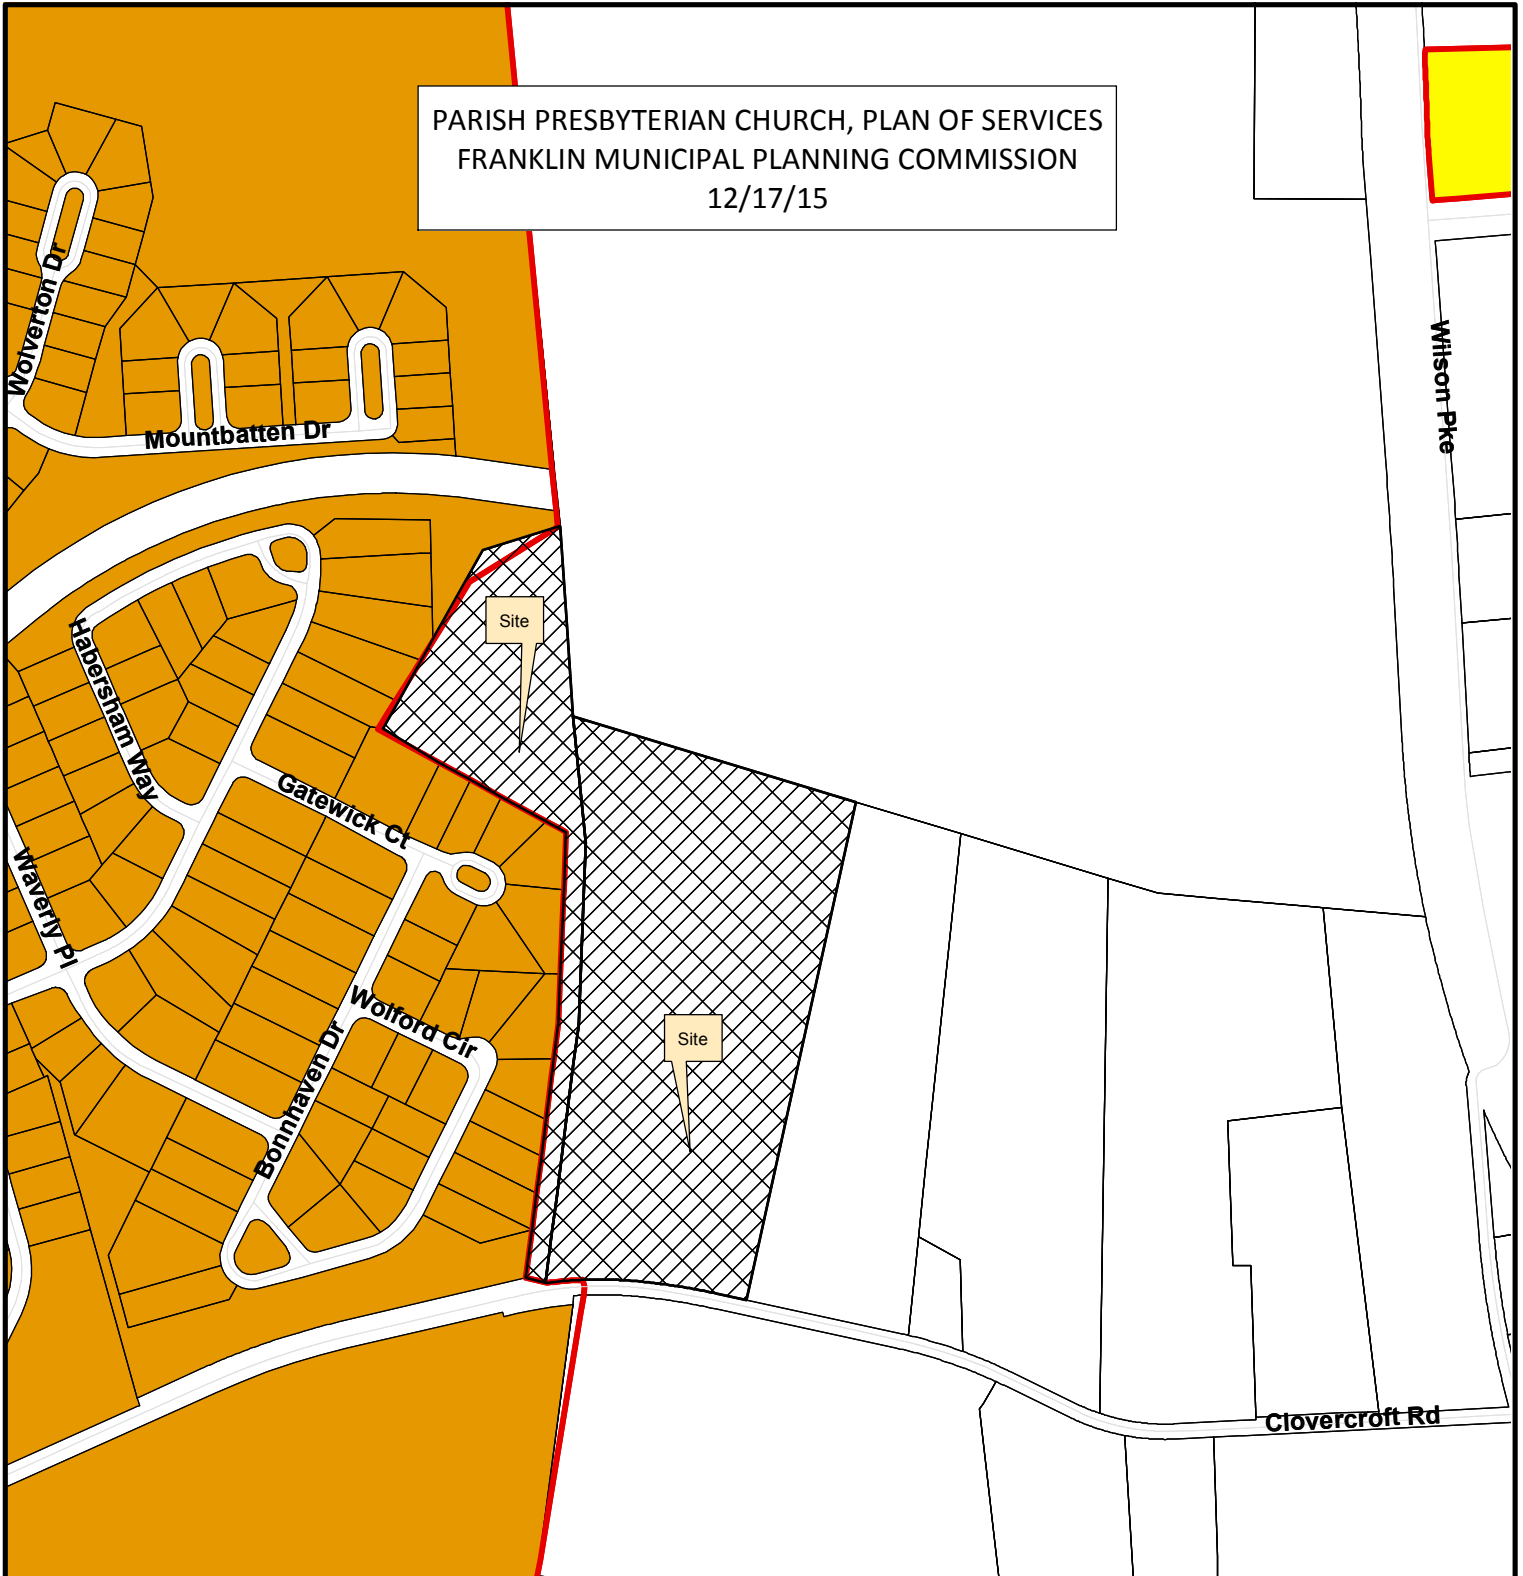 PARISH PRESBYTERIAN CHURCH, PLAN OF SERVICES
FRANKLIN MUNICIPAL PLANNING COMMISSION
12/17/15
Wolverton Dr
Mountbatten Dr
Wilson Pke
Site
Habersham Way
Gatewick Ct
Waverly Pl
Wolford Cir
Bonnhaven Dr
Site
Clovercroft Rd